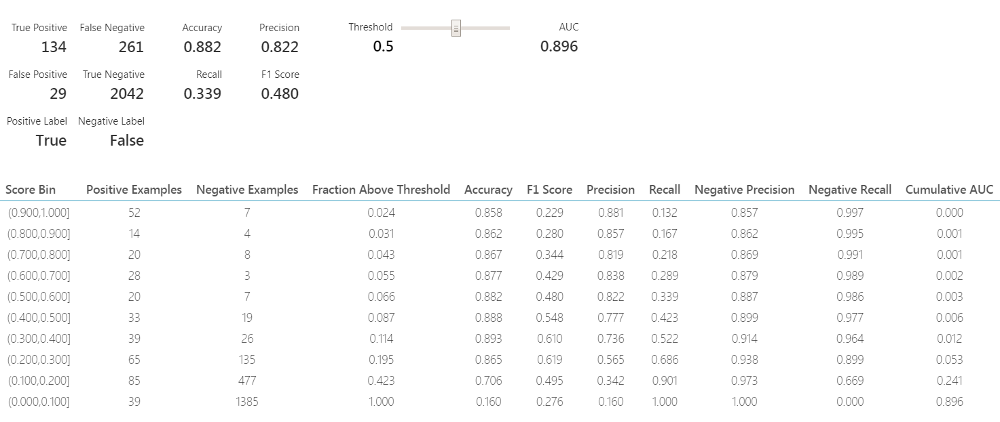 True Positive False Negative Accuracy Precision Threshold AUC
134 261 0.882 0.822 0.5 0.896
False Positive True Negative Recall F1 Score
29 2042 0.339 0.480
Positive Label Negative Label
True False
Score Bin Positive Examples Negative Examples Fraction Above Threshold Accuracy F1 Score Precision Recall Negative Precision Negative Recall Cumulative AUC
(0.900,1.000] 52 7 0.024 0.858 0.229 0.881 0.132 0.857 0.997 0.000
(0.800,0.900] 14 4 0.031 0.862 0.280 0.857 0.167 0.862 0.995 0.001
(0.700,0.800] 20 8 0.043 0.867 0.344 0.819 0.218 0.869 0.991 0.001
(0.600,0.700] 28 3 0.055 0.877 0.429 0.838 0.289 0.879 0.989 0.002
(0.500,0.600] 20 7 0.066 0.882 0.480 0.822 0.339 0.887 0.986 0.003
(0.400,0.500] 33 19 0.087 0.888 0.548 0.777 0.423 0.899 0.977 0.006
(0.300,0.400] 39 26 0.114 0.893 0.610 0.736 0.522 0.914 0.964 0.012
(0.200,0.300] 65 135 0.195 0.865 0.619 0.565 0.686 0.938 0.899 0.053
(0.100,0.200] 85 477 0.423 0.706 0.495 0.342 0.901 0.973 0.669 0.241
(0.000,0.100] 39 1385 1.000 0.160 0.276 0.160 1.000 1.000 0.000 0.896